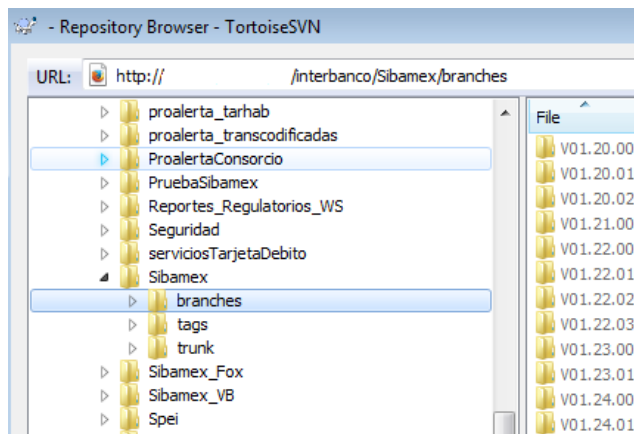 - Repository Browser - TortoiseSVN
URL: http:// /interbanco/Sibamex/branches
proalerta_tarhab
proalerta_transcodificadas
ProalertaConsorcio
PruebaSibamex
Reportes_Regulatorios_WS
Seguridad
serviciosTarjetaDebito
Sibamex
branches
tags
trunk
Sibamex_Fox
Sibamex_VB
Spei
File
V01.20.00
V01.20.01
V01.20.02
V01.21.00
V01.22.00
V01.22.01
V01.22.02
V01.22.03
V01.23.00
V01.23.01
V01.24.00
V01.24.01